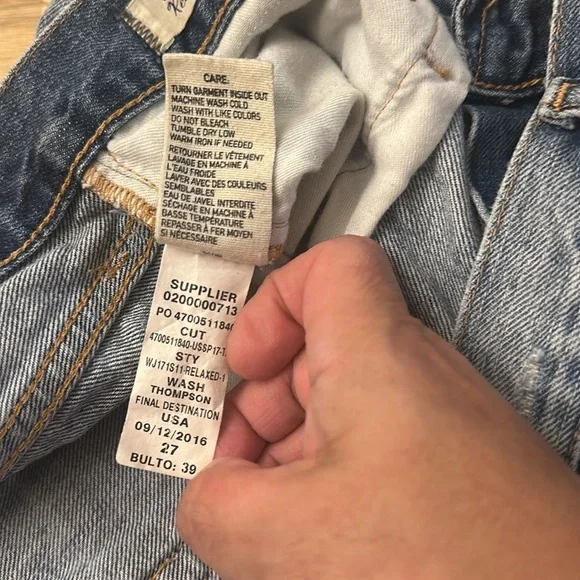 CARE:
TURN GARMENT INSIDE OUT
MACHINE WASH COLD
WASH WITH LIKE COLORS
DO NOT BLEACH
TUMBLE DRY LOW
WARM IRON IF NEEDED
RETOURNER LE VÊTEMENT
LAVAGE EN MACHINE À
L'EAU FROIDE
LAVER AVEC DES COULEURS
SEMBLABLES
EAU DE JAVEL INTERDITE
SÉCHAGE EN MACHINE À
BASSE TEMPÉRATURE
REPASSER À FER MOYEN
SI NÉCESSAIRE
SUPPLIER
0200000713
PO 4700511840
CUT
4700511840-USSP17-T
STY
WJ171S11-RELAXED-1
WASH
THOMPSON
FINAL DESTINATION
USA
09/12/2016
27
BULTO: 39